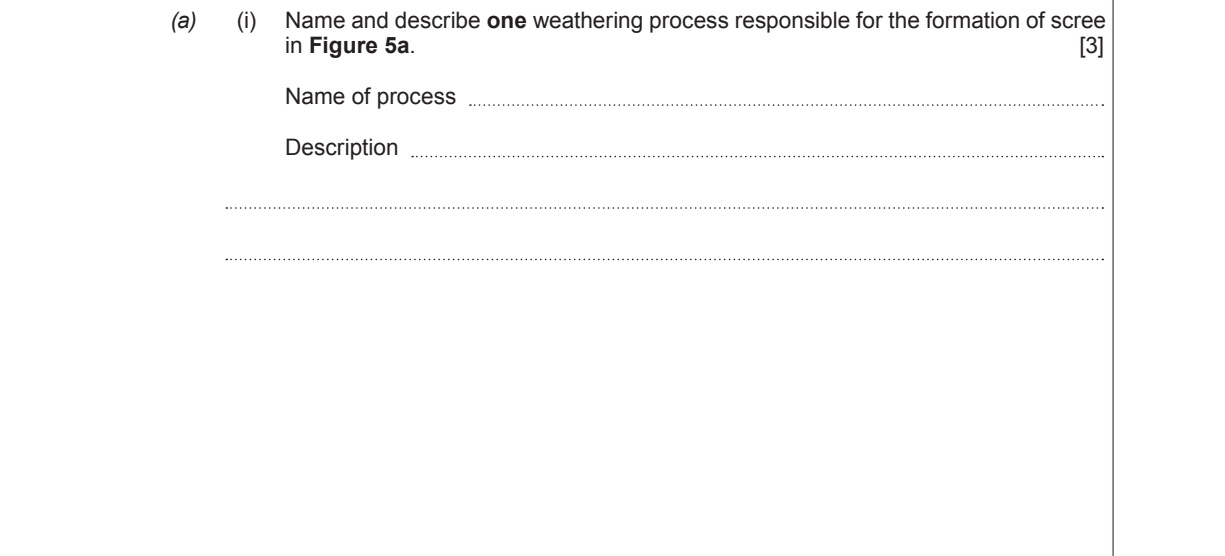 (a) (i) Name and describe one weathering process responsible for the formation of scree
in Figure 5a. [3]
Name of process
Description